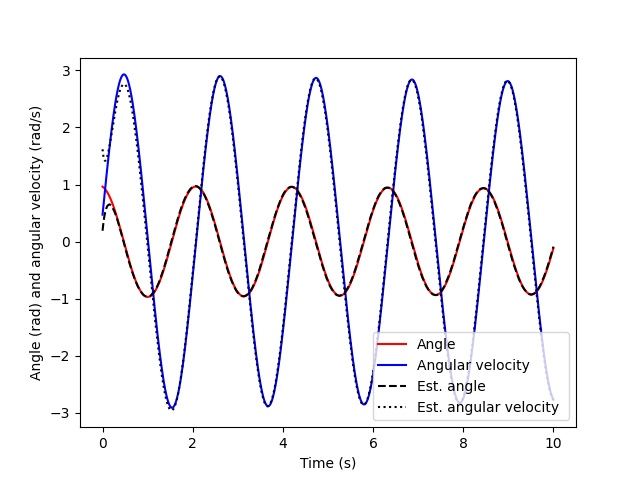 Angle (rad) and angular velocity (rad/s)
3
2
1
0
−1
−2
−3
0
2
4
6
8
10
Time (s)
Angle
Angular velocity
Est. angle
Est. angular velocity